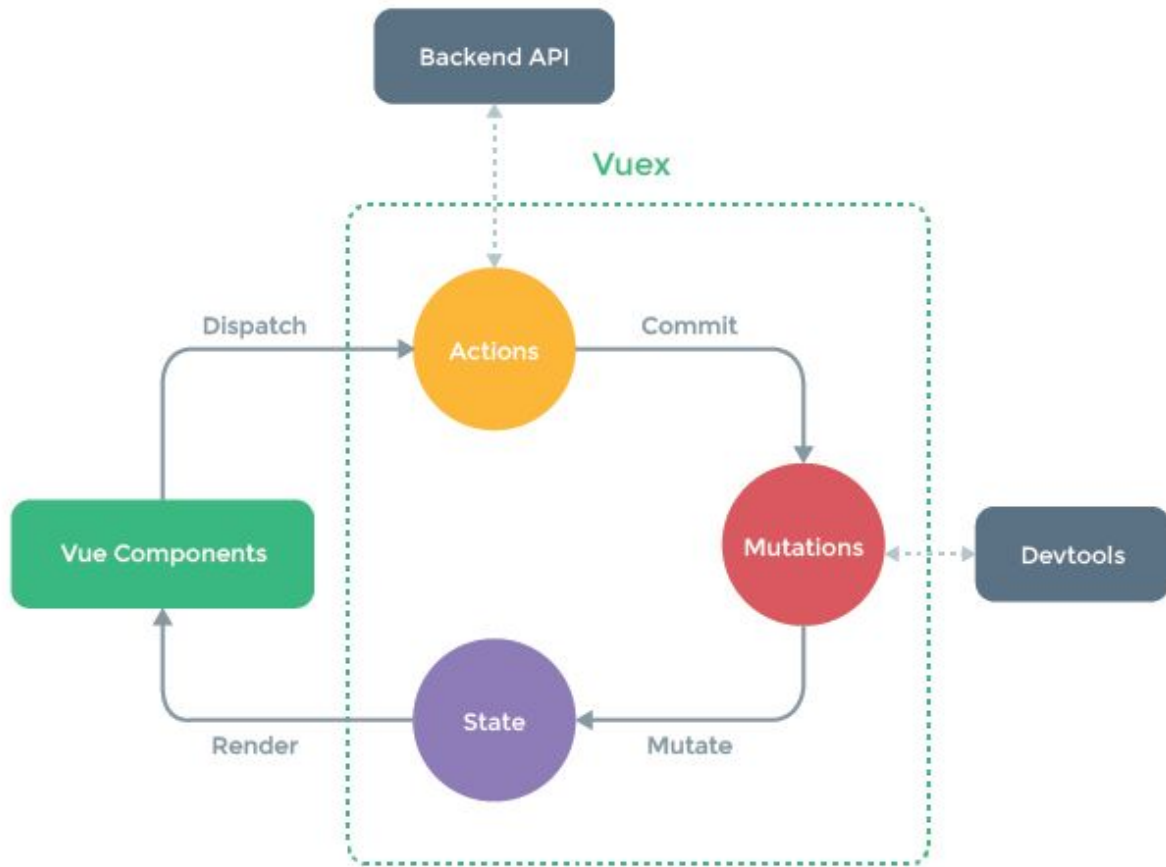 Backend API
Vuex
Dispatch
Commit
Actions
Vue Components
Mutations
Devtools
State
Render
Mutate